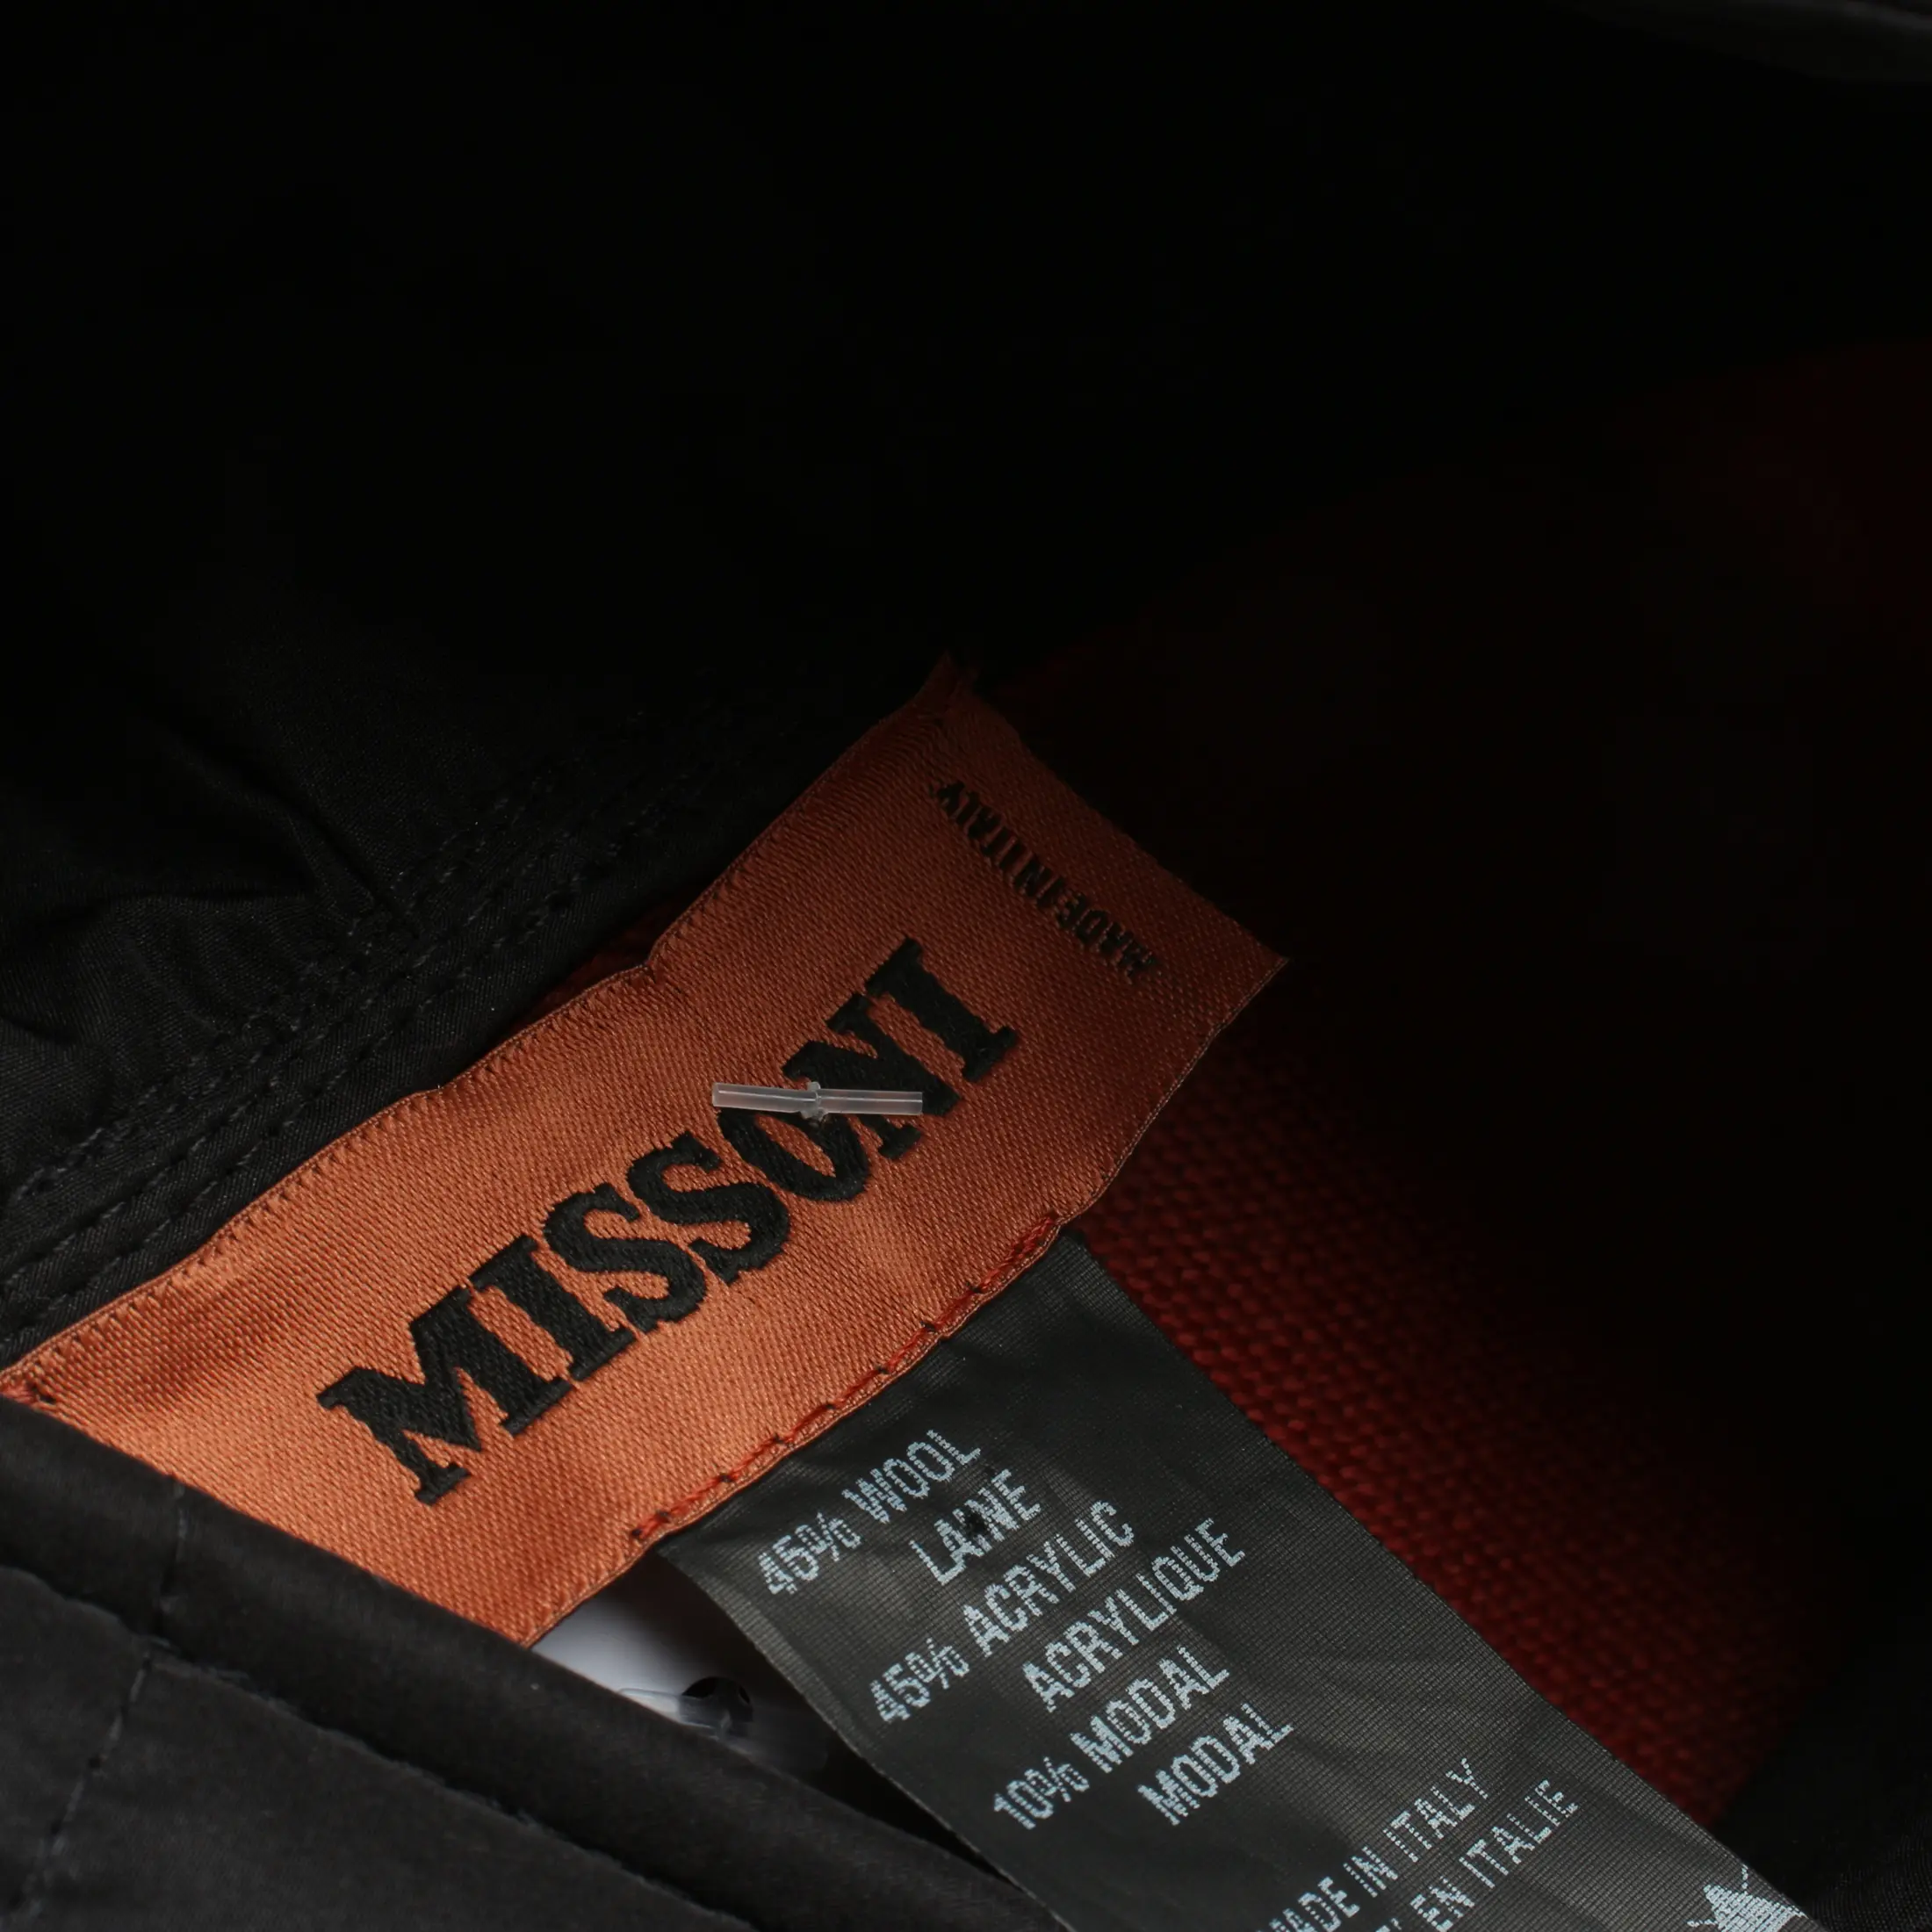 MISSONI
MADE IN ITALY
45% WOOL
LAINE
45% ACRYLIC
ACRYLIQUE
10% MODAL
MODAL
MADE IN ITALY
EN ITALIE